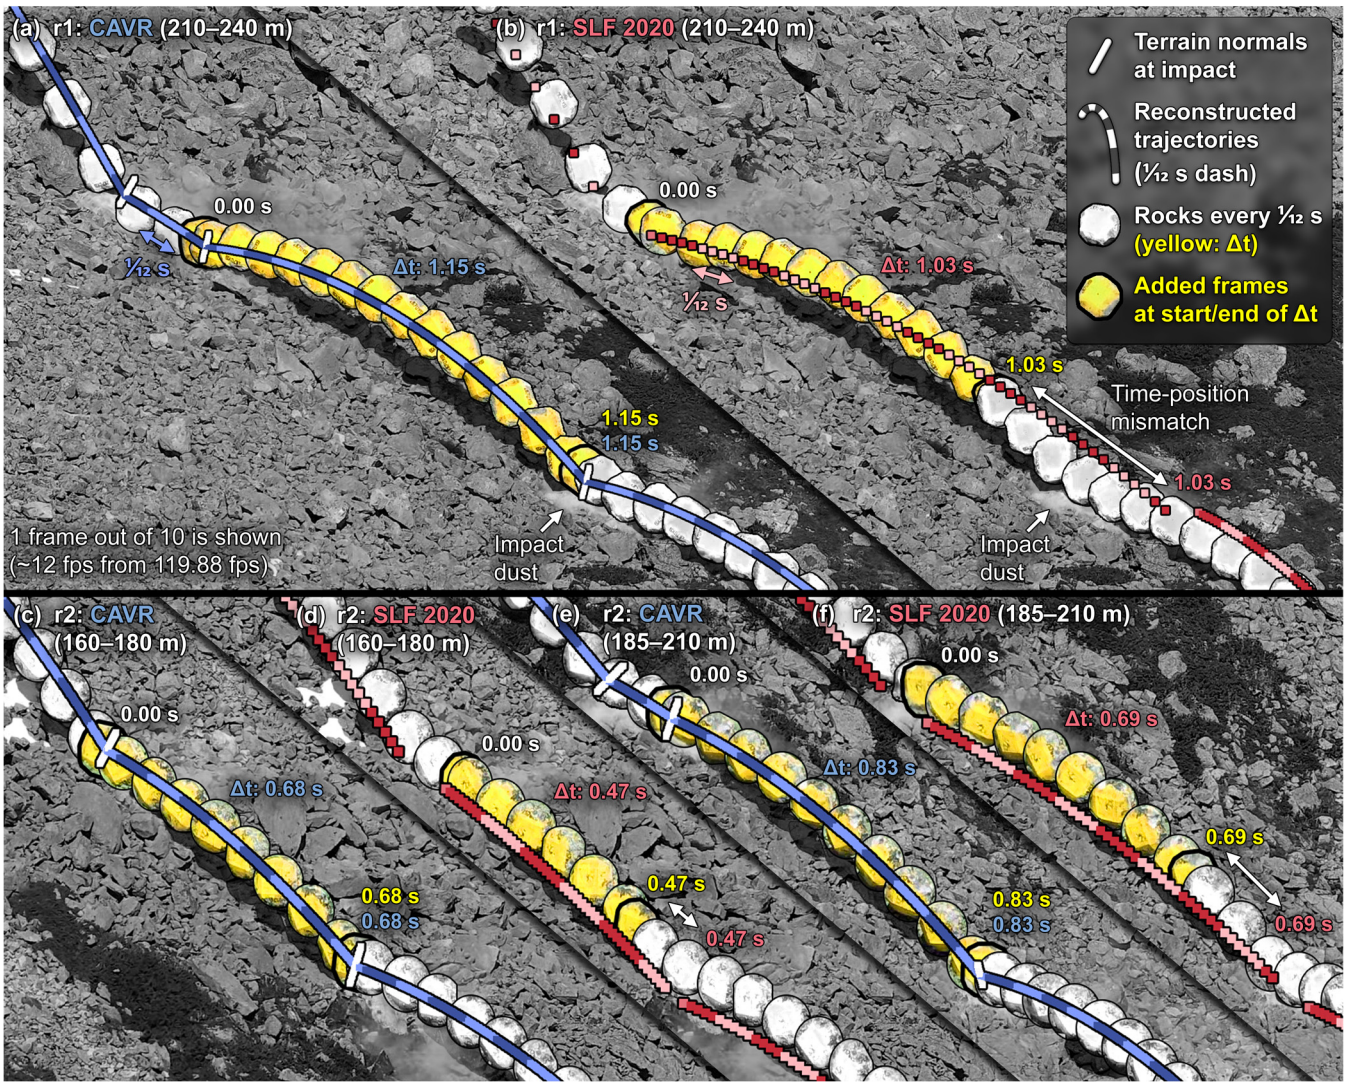 (a) r1: CAVR (210–240 m)
(b) r1: SLF 2020 (210–240 m)
Terrain normals
at impact
Reconstructed
trajectories
(¹⁄₁₂ s dash)
Rocks every ¹⁄₁₂ s
(yellow: Δt)
Added frames
at start/end of Δt
0.00 s
¹⁄₁₂ s
Δt: 1.15 s
1.15 s
1.15 s
Impact
dust
1 frame out of 10 is shown
(~12 fps from 119.88 fps)
0.00 s
¹⁄₁₂ s
Δt: 1.03 s
1.03 s
Time-position
mismatch
1.03 s
Impact
dust
(c) r2: CAVR
(160–180 m)
0.00 s
Δt: 0.68 s
0.68 s
0.68 s
(d) r2: SLF 2020
(160–180 m)
0.00 s
Δt: 0.47 s
0.47 s
0.47 s
(e) r2: CAVR
(185–210 m)
0.00 s
Δt: 0.83 s
0.83 s
0.83 s
(f) r2: SLF 2020 (185–210 m)
0.00 s
Δt: 0.69 s
0.69 s
0.69 s